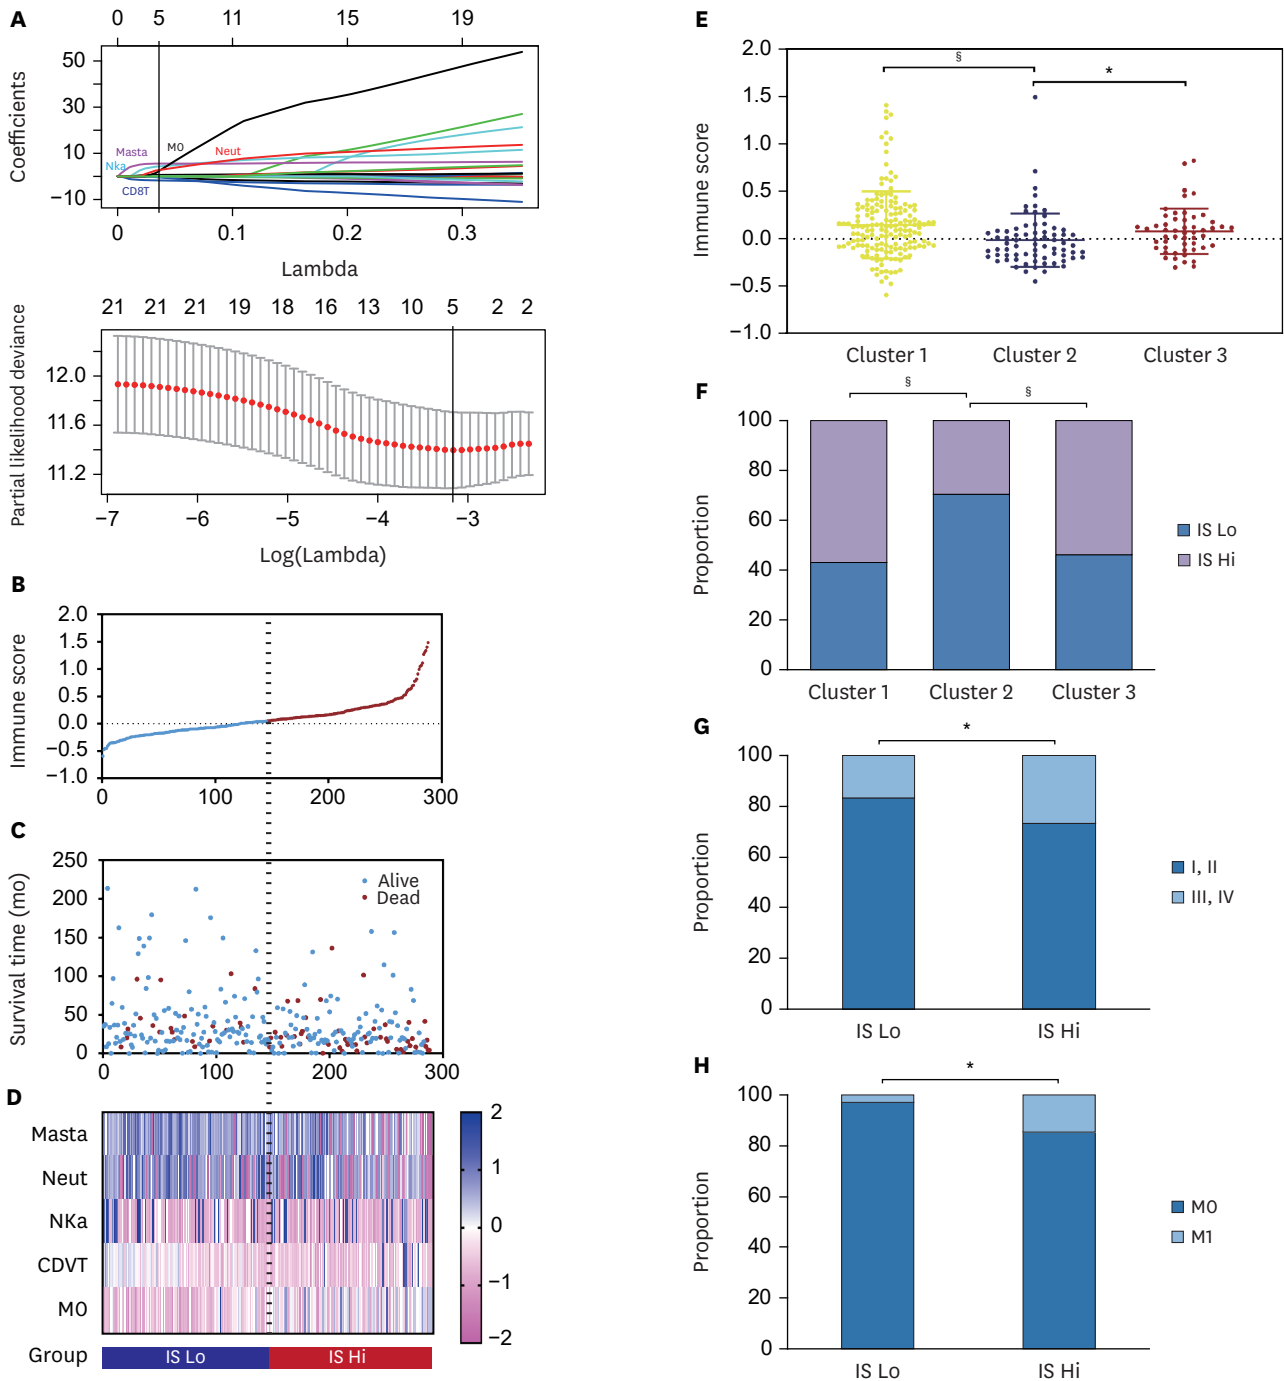 A
0 5 11 15 19
Coefficients
50
30
10
−10
Masta
M0
Neut
Nka
CD8T
0 0.1 0.2 0.3
Lambda
21 21 21 19 18 16 13 10 5 2 2
Partial likelihood deviance
12.0
11.6
11.2
−7 −6 −5 −4 −3
Log(Lambda)
B
Immune score
2.0
1.5
1.0
0.5
0.0
−0.5
−1.0
0 100 200 300
C
Survival time (mo)
250
200
150
100
50
0
Alive
Dead
0 100 200 300
D
Masta
Neut
NKa
CDVT
M0
Group
IS Lo IS Hi
2
1
0
−1
−2
E
Immune score
2.0
1.5
1.0
0.5
0.0
−0.5
−1.0
§
*
Cluster 1 Cluster 2 Cluster 3
F
§ §
Proportion
100
80
60
40
20
0
Cluster 1 Cluster 2 Cluster 3
IS Lo
IS Hi
G
*
Proportion
100
80
60
40
20
0
IS Lo IS Hi
I, II
III, IV
H
*
Proportion
100
80
60
40
20
0
IS Lo IS Hi
M0
M1